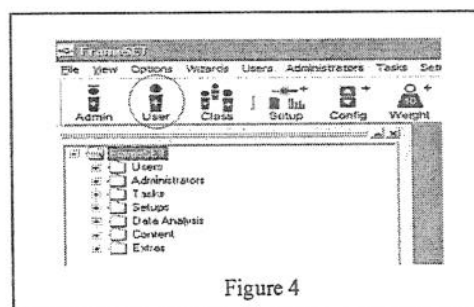 File View Options Wizards Users Administrators Tasks
Admin User Class Setup Config Weight
Users
Administrators
Tasks
Setups
Data Analysis
Content
Extras
Figure 4